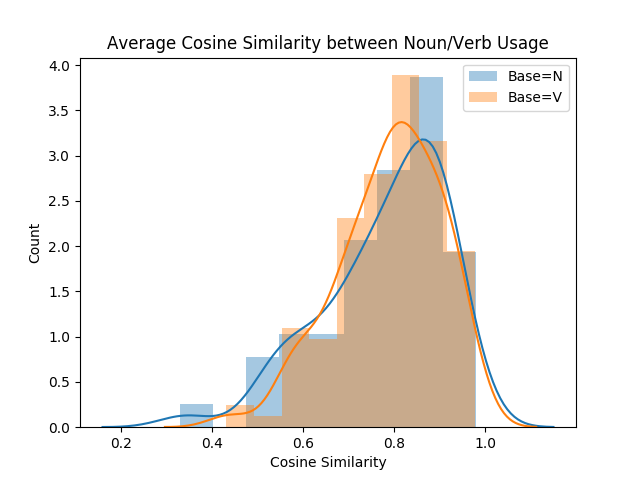 Average Cosine Similarity between Noun/Verb Usage
Base=N
Base=V
Count
4.0
3.5
3.0
2.5
2.0
1.5
1.0
0.5
0.0
0.2
0.4
0.6
0.8
1.0
Cosine Similarity